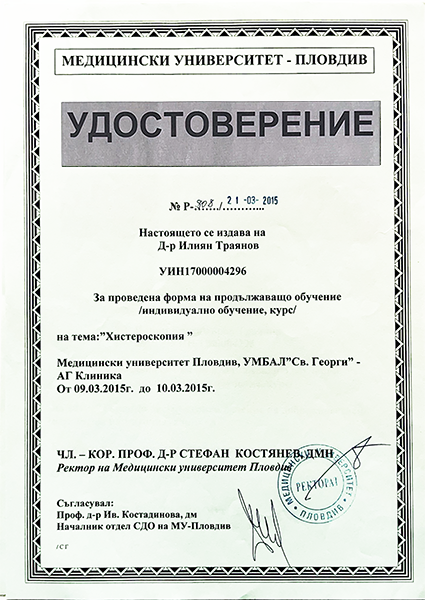 МЕДИЦИНСКИ УНИВЕРСИТЕТ - ПЛОВДИВ
УДОСТОВЕРЕНИЕ
№ Р-308/21-03-2015
Настоящето се издава на
Д-р Илиян Траянов
УИН17000004296
За проведена форма на продължаващо обучение
/индивидуално обучение, курс/
на тема:"Хистероскопия "
Медицински университет Пловдив, УМБАЛ"Св. Георги" -
АГ Клиника
От 09.03.2015г. до 10.03.2015г.
ЧЛ. – КОР. ПРОФ. Д-Р СТЕФАН КОСТЯНЕВ, ДМН
Ректор на Медицински университет Пловдив
МЕДИЦИНСКИ УНИВЕРСИТЕТ
РЕКТОРАТ
ПЛОВДИВ
Съгласувал:
Проф. д-р Ив. Костадинова, дм
Началник отдел СДО на МУ-Пловдив
/СГ